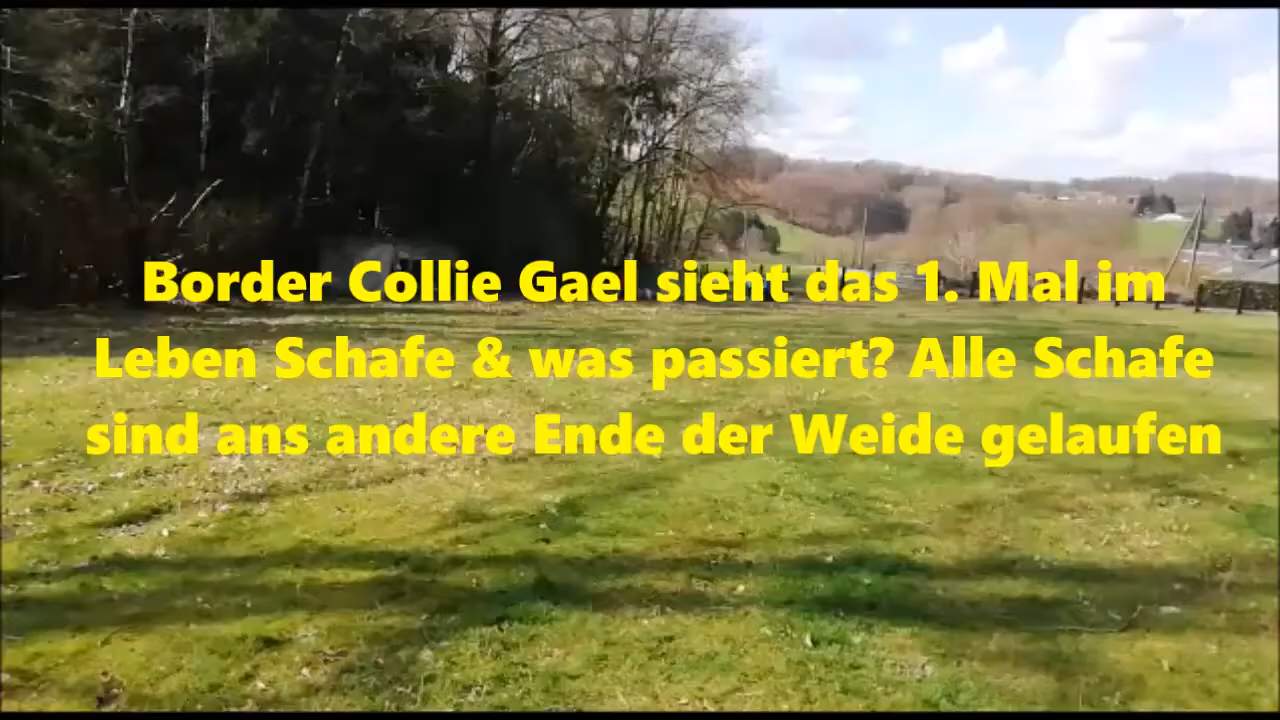 Border Collie Gael sieht das 1. Mal im
Leben Schafe & was passiert? Alle Schafe
sind ans andere Ende der Weide gelaufen